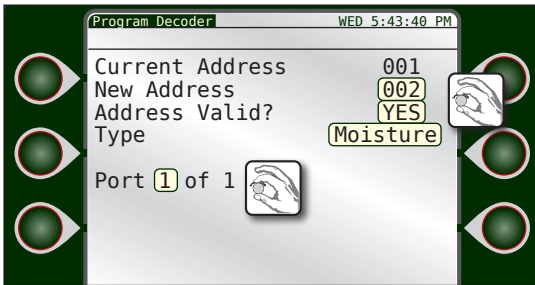 Program Decoder WED 5:43:40 PM
Current Address 001
New Address 002
Address Valid? YES
Type Moisture
Port 1 of 1